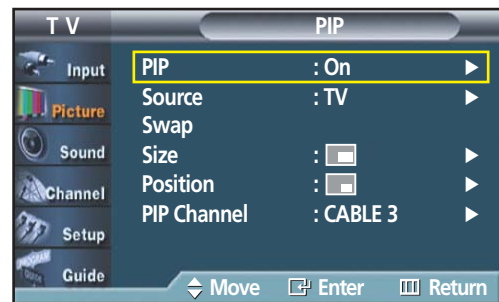 T V PIP
Input
Picture
Sound
Channel
Setup
PROGRAM
Guide
PIP : On
Source : TV
Swap
Size :
Position :
PIP Channel : CABLE 3
Move Enter Return